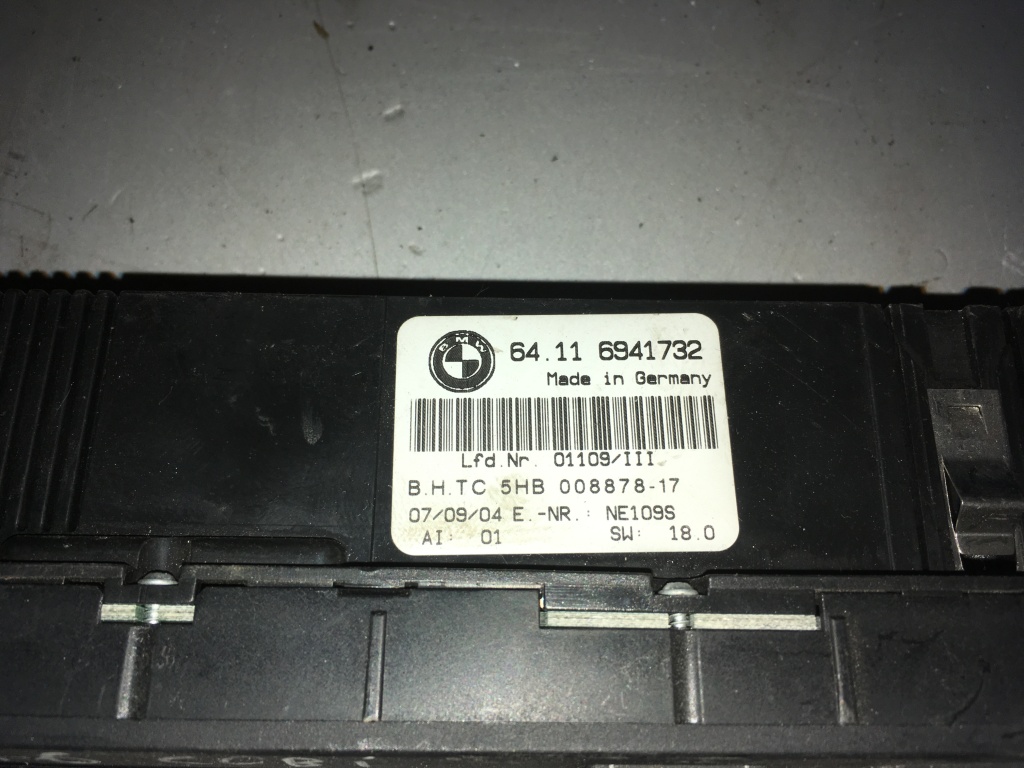 BMW
64.11 6941732
Made in Germany
Lfd.Nr. 01109/III
B.H.TC 5HB 008878-17
07/09/04 E.-NR.: NE109S
AI: 01 SW: 18.0